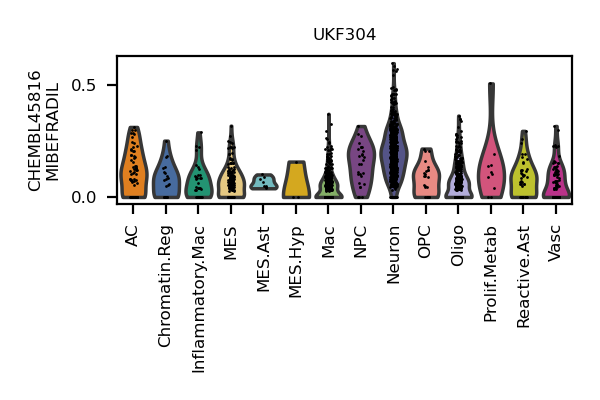 UKF304
CHEMBL45816
MIBEFRADIL
0.5
0.0
AC
Chromatin.Reg
Inflammatory.Mac
MES
MES.Ast
MES.Hyp
Mac
NPC
Neuron
OPC
Oligo
Prolif.Metab
Reactive.Ast
Vasc